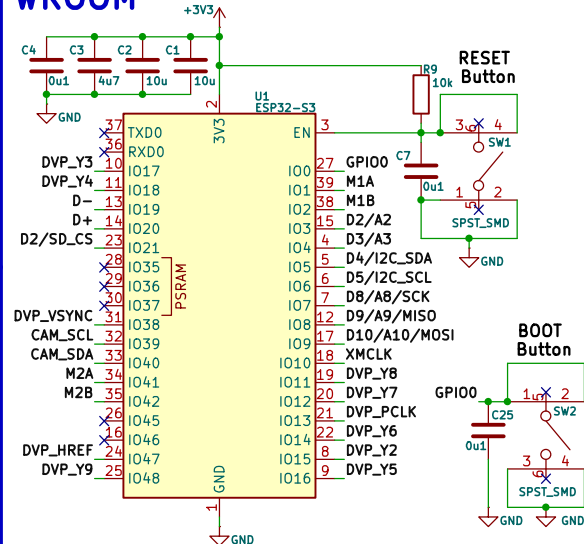 WROOM
+3V3
C4
C3
C2
C1
0u1
4u7
10u
10u
GND
U1
ESP32-S3
2
3V3
R9
10k
RESET
Button
3
6
4
SW1
1
5
2
SPST_SMD
GND
C7
0u1
37 TXD0
36 RXD0
DVP_Y3 10 IO17
DVP_Y4 11 IO18
D- 13 IO19
D+ 14 IO20
D2/SD_CS 23 IO21
28 IO35
29 IO36
30 IO37
PSRAM
DVP_VSYNC 31 IO38
CAM_SCL 32 IO39
CAM_SDA 33 IO40
M2A 34 IO41
M2B 35 IO42
26 IO45
16 IO46
DVP_HREF 24 IO47
DVP_Y9 25 IO48
EN 3
IO0 27 GPIO0
IO1 39 M1A
IO2 38 M1B
IO3 15 D2/A2
IO4 4 D3/A3
IO5 5 D4/I2C_SDA
IO6 6 D5/I2C_SCL
IO7 7 D8/A8/SCK
IO8 12 D9/A9/MISO
IO9 17 D10/A10/MOSI
IO10 18 XMCLK
IO11 19 DVP_Y8
IO12 20 DVP_Y7
IO13 21 DVP_PCLK
IO14 22 DVP_Y6
IO15 8 DVP_Y2
IO16 9 DVP_Y5
GND
1
GND
BOOT
Button
GPIO0
1
5
2
C25
0u1
SW2
3
6
4
SPST_SMD
GND
GND